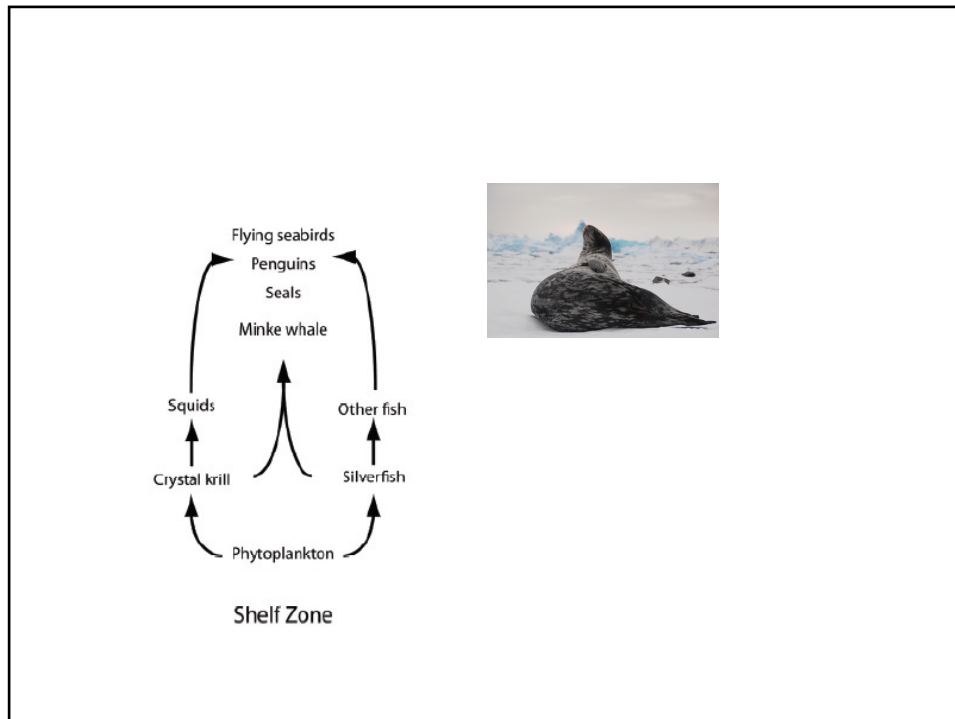 Flying seabirds
Penguins
Seals
Minke whale
Squids
Other fish
Crystal krill
Silverfish
Phytoplankton
Shelf Zone